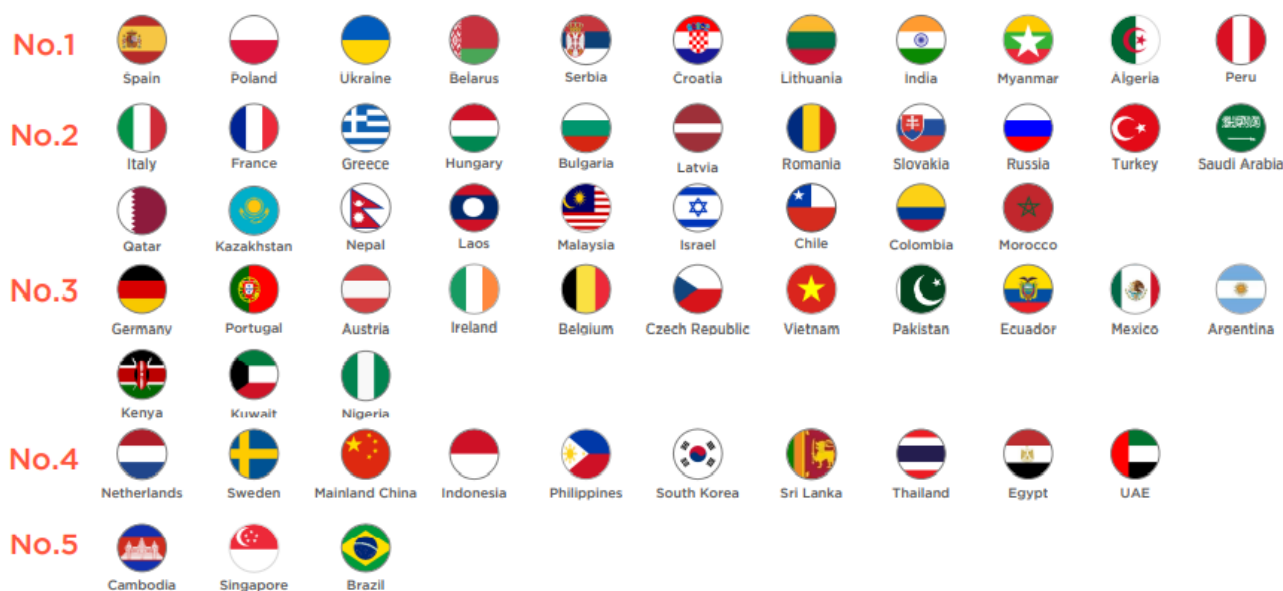 No.1
Spain Poland Ukraine Belarus Serbia Croatia Lithuania India Myanmar Algeria Peru
No.2
Italy France Greece Hungary Bulgaria Latvia Romania Slovakia Russia Turkey Saudi Arabia
Qatar Kazakhstan Nepal Laos Malaysia Israel Chile Colombia Morocco
No.3
Germany Portugal Austria Ireland Belgium Czech Republic Vietnam Pakistan Ecuador Mexico Argentina
Kenya Kuwait Nigeria
No.4
Netherlands Sweden Mainland China Indonesia Philippines South Korea Sri Lanka Thailand Egypt UAE
No.5
Cambodia Singapore Brazil